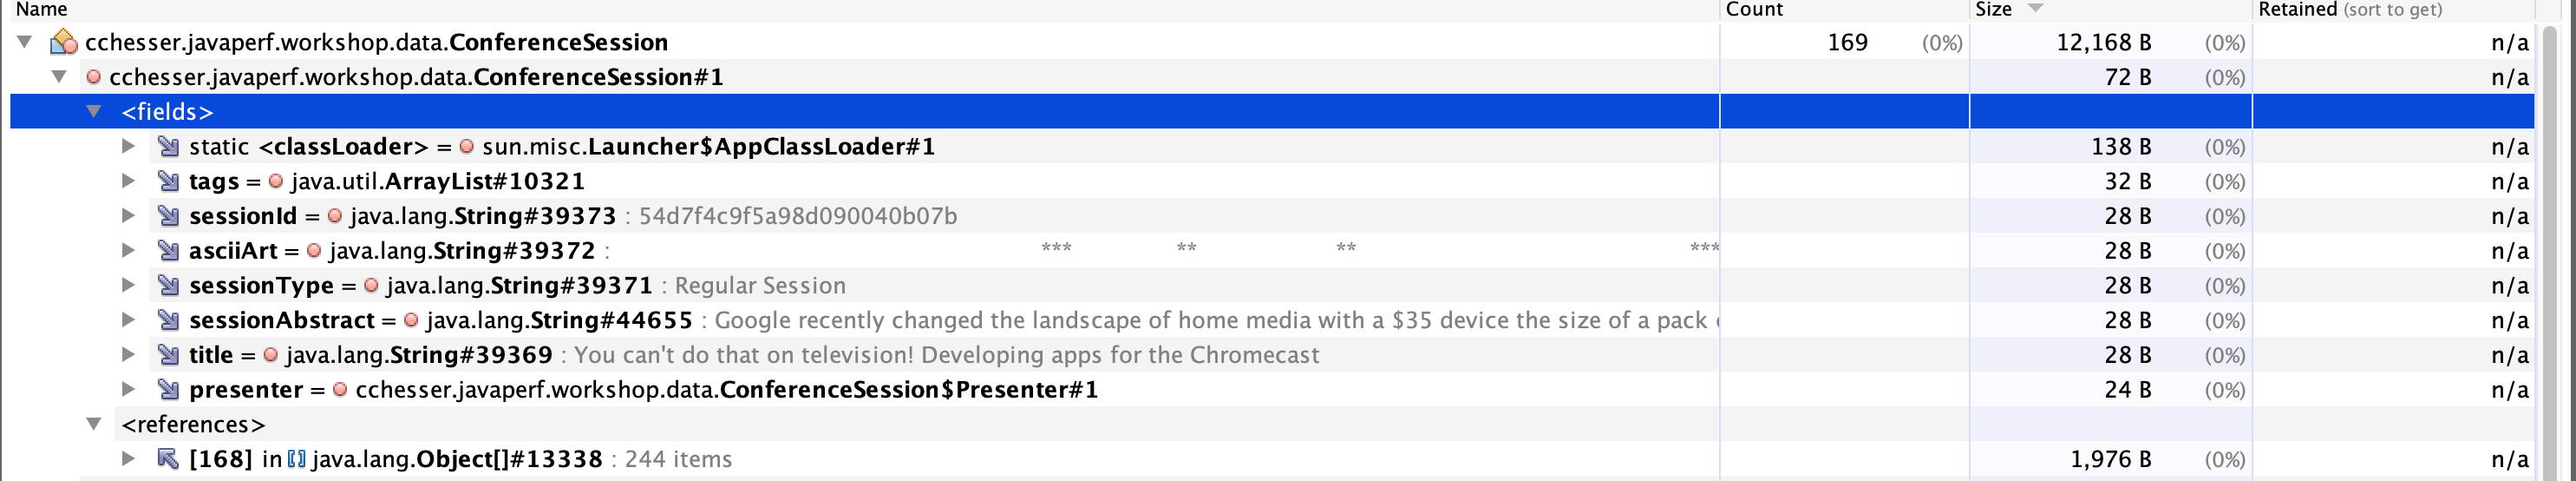 Name Count Size Retained (sort to get)
cchesser.javaperf.workshop.data.ConferenceSession 169 (0%) 12,168 B (0%) n/a
cchesser.javaperf.workshop.data.ConferenceSession#1 72 B (0%) n/a
<fields>
static <classLoader> = sun.misc.Launcher$AppClassLoader#1 138 B (0%) n/a
tags = java.util.ArrayList#10321 32 B (0%) n/a
sessionId = java.lang.String#39373 : 54d7f4c9f5a98d090040b07b 28 B (0%) n/a
asciiArt = java.lang.String#39372 : *** ** ** *** 28 B (0%) n/a
sessionType = java.lang.String#39371 : Regular Session 28 B (0%) n/a
sessionAbstract = java.lang.String#44655 : Google recently changed the landscape of home media with a $35 device the size of a pack 28 B (0%) n/a
title = java.lang.String#39369 : You can't do that on television! Developing apps for the Chromecast 28 B (0%) n/a
presenter = cchesser.javaperf.workshop.data.ConferenceSession$Presenter#1 24 B (0%) n/a
<references>
[168] in java.lang.Object[]#13338 : 244 items 1,976 B (0%) n/a